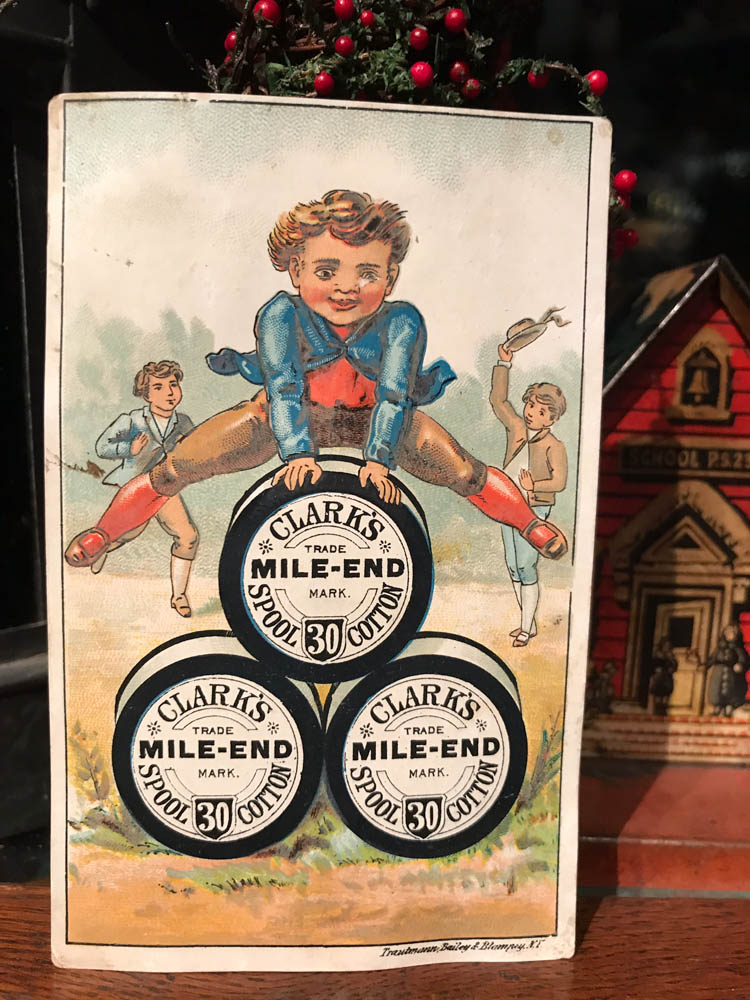 CLARK'S
TRADE
MILE-END
MARK.
SPOOL 30 COTTON
CLARK'S
TRADE
MILE-END
MARK.
SPOOL 30 COTTON
CLARK'S
TRADE
MILE-END
MARK.
SPOOL 30 COTTON
Trautmann, Bailey & Blampey, N.Y.
SCHOOL P.S. 29